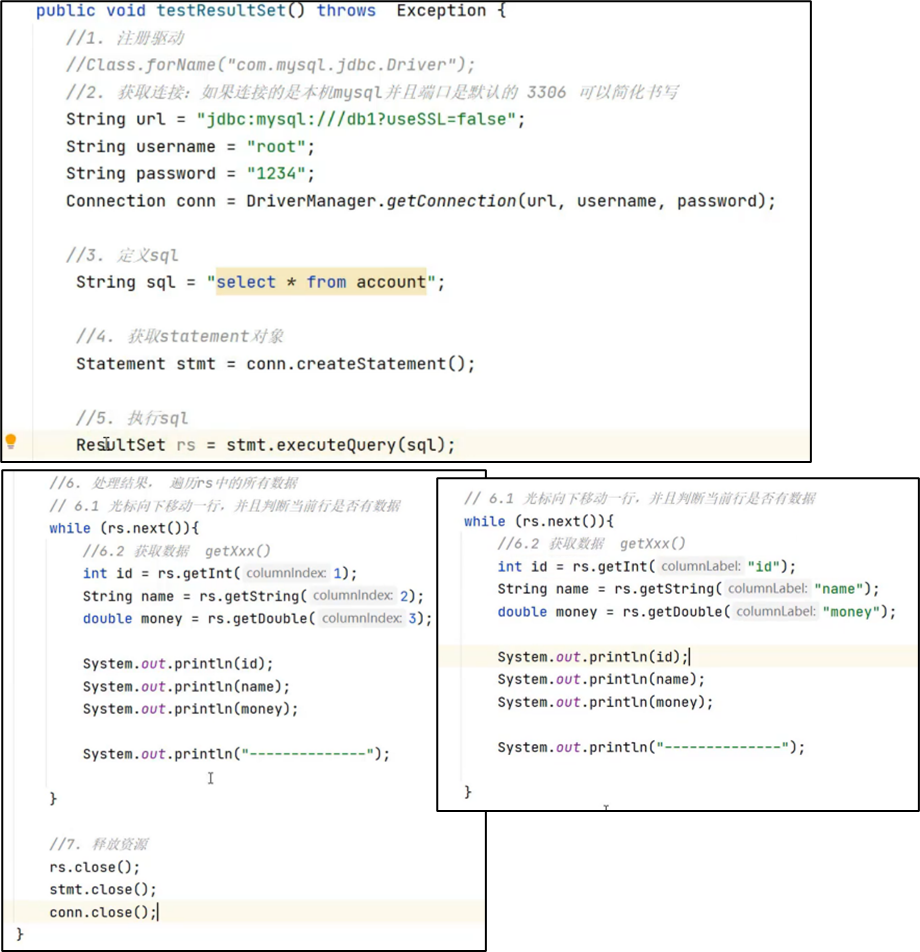 public void testResultSet() throws  Exception {
//1. 注册驱动
//Class.forName("com.mysql.jdbc.Driver");
//2. 获取连接：如果连接的是本机mysql并且端口是默认的 3306 可以简化书写
String url = "jdbc:mysql:///db1?useSSL=false";
String username = "root";
String password = "1234";
Connection conn = DriverManager.getConnection(url, username, password);
//3. 定义sql
String sql = "select * from account";
//4. 获取statement对象
Statement stmt = conn.createStatement();
//5. 执行sql
ResultSet rs = stmt.executeQuery(sql);
//6. 处理结果， 遍历rs中的所有数据
// 6.1 光标向下移动一行，并且判断当前行是否有数据
while (rs.next()){
//6.2 获取数据  getXxx()
int id = rs.getInt( columnIndex: 1);
String name = rs.getString( columnIndex: 2);
double money = rs.getDouble( columnIndex: 3);
System.out.println(id);
System.out.println(name);
System.out.println(money);
System.out.println("--------------");
}
//7. 释放资源
rs.close();
stmt.close();
conn.close();
}
// 6.1 光标向下移动一行，并且判断当前行是否有数据
while (rs.next()){
//6.2 获取数据  getXxx()
int id = rs.getInt( columnLabel: "id");
String name = rs.getString( columnLabel: "name");
double money = rs.getDouble( columnLabel: "money");
System.out.println(id);
System.out.println(name);
System.out.println(money);
System.out.println("--------------");
}